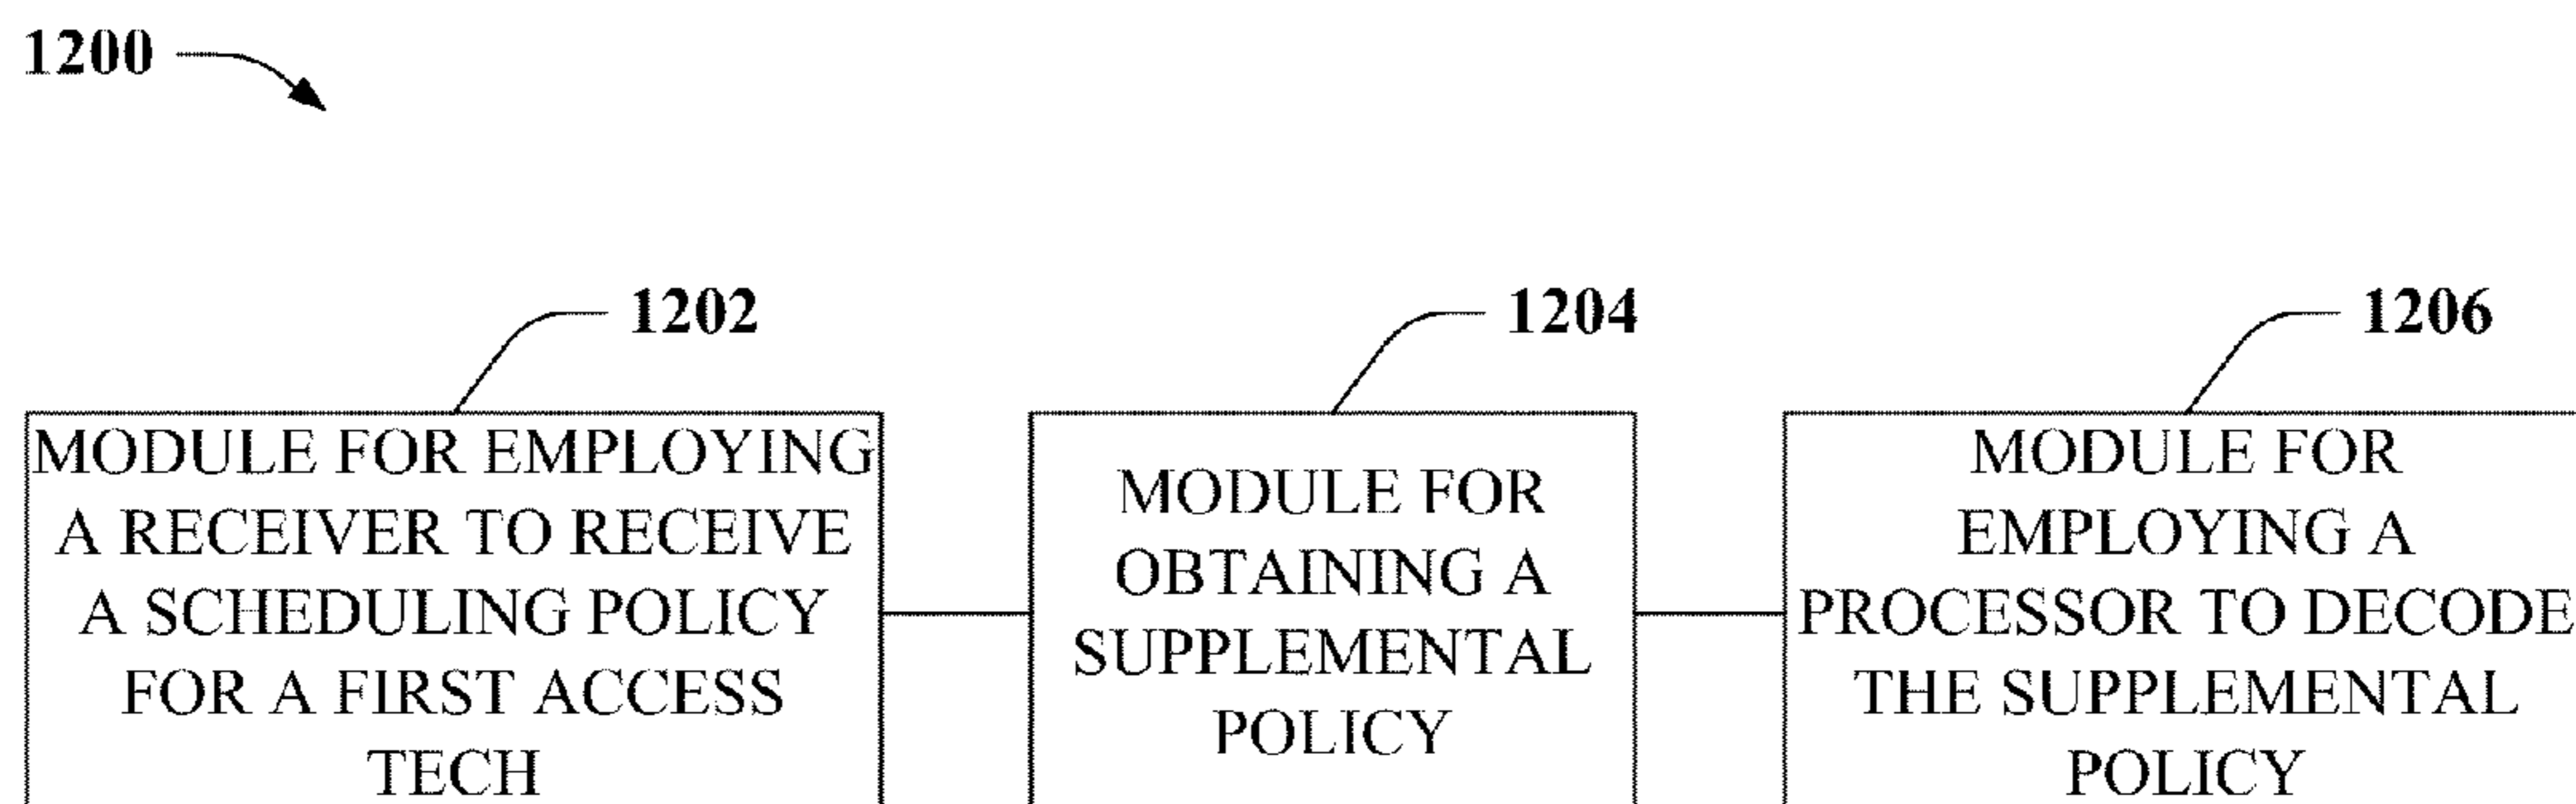 1200
1202
1204
1206
MODULE FOR EMPLOYING
A RECEIVER TO RECEIVE
A SCHEDULING POLICY
FOR A FIRST ACCESS
TECH
MODULE FOR
OBTAINING A
SUPPLEMENTAL
POLICY
MODULE FOR
EMPLOYING A
PROCESSOR TO DECODE
THE SUPPLEMENTAL
POLICY